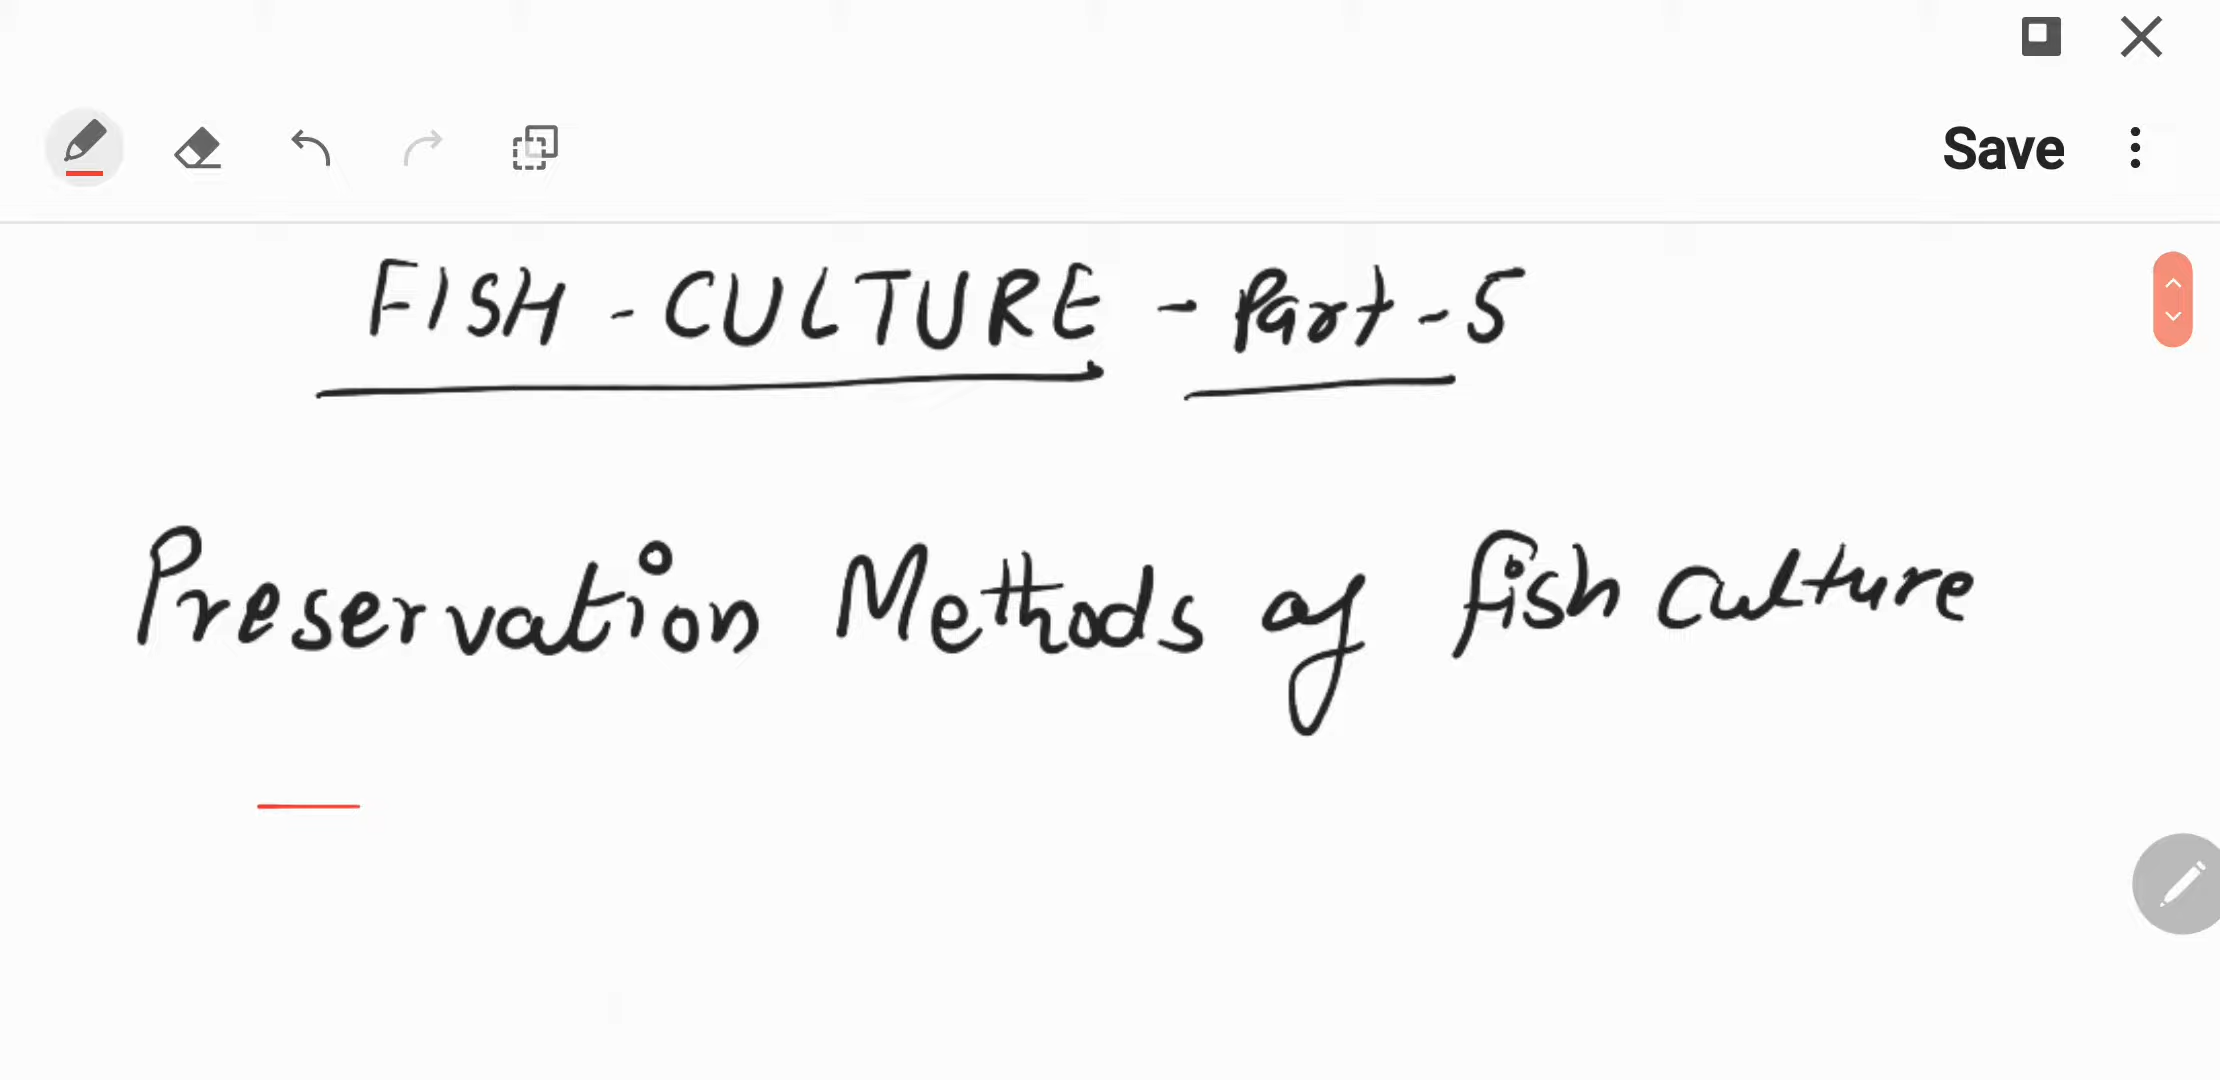 Save
FISH - CULTURE - Part - 5
Preservation Methods of fish culture